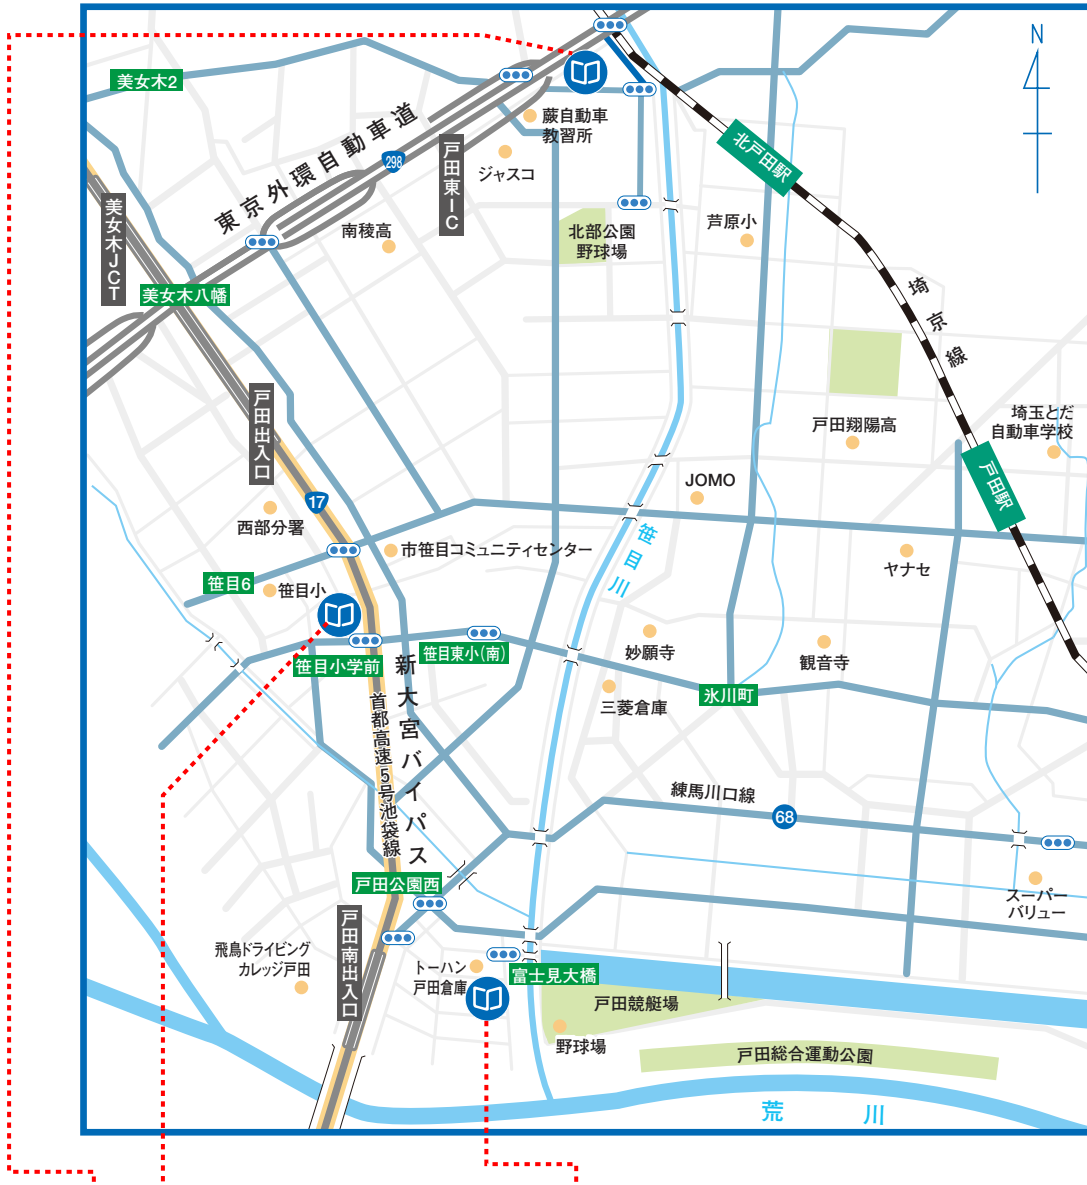 N
美女木2
蕨自動車
教習所
北戸田駅
東京外環自動車道
298
戸田東IC
ジャスコ
美女木JCT
南稜高
北部公園
野球場
芦原小
美女木八幡
埼京線
戸田出入口
戸田翔陽高
埼玉とだ
自動車学校
戸田駅
JOMO
17
西部分署
市笹目コミュニティセンター
笹目川
ヤナセ
笹目6
笹目小
笹目小学前
笹目東小(南)
妙願寺
観音寺
新大宮バイパス
首都高速5号池袋線
三菱倉庫
氷川町
練馬川口線
68
戸田公園西
スーパー
バリュー
戸田南出入口
飛鳥ドライビング
カレッジ戸田
トーハン
戸田倉庫
富士見大橋
戸田競艇場
野球場
戸田総合運動公園
荒川